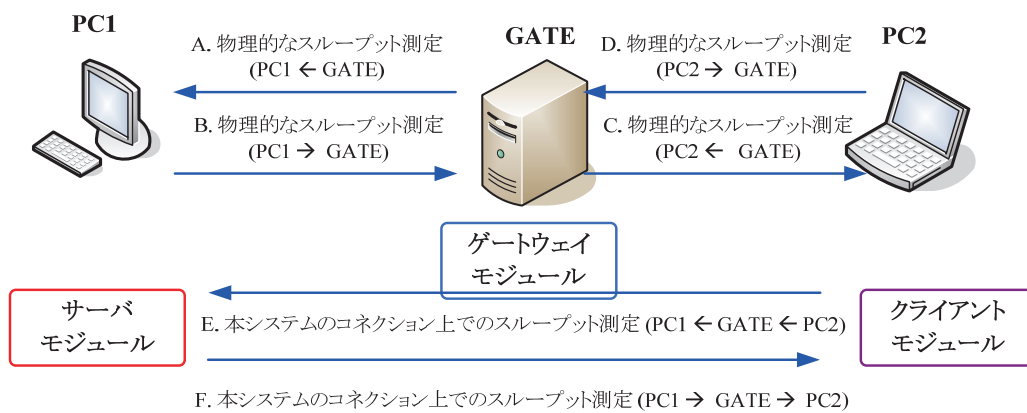 PC1
GATE
PC2
A. 物理的なスループット測定
(PC1 ← GATE)
D. 物理的なスループット測定
(PC2 → GATE)
B. 物理的なスループット測定
(PC1 → GATE)
C. 物理的なスループット測定
(PC2 ← GATE)
ゲートウェイ
モジュール
サーバ
モジュール
クライアント
モジュール
E. 本システムのコネクション上でのスループット測定 (PC1 ← GATE ← PC2)
F. 本システムのコネクション上でのスループット測定 (PC1 → GATE → PC2)